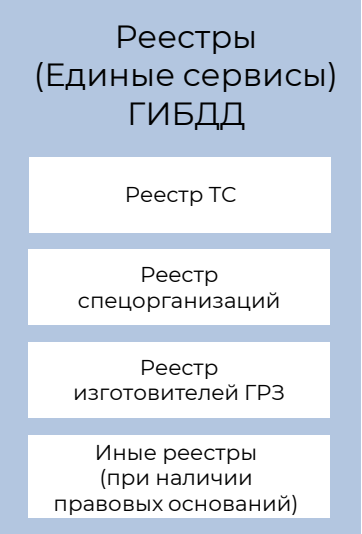 Реестры
(Единые сервисы)
ГИБДД
Реестр ТС
Реестр
спецорганизаций
Реестр
изготовителей ГРЗ
Иные реестры
(при наличии
правовых оснований)